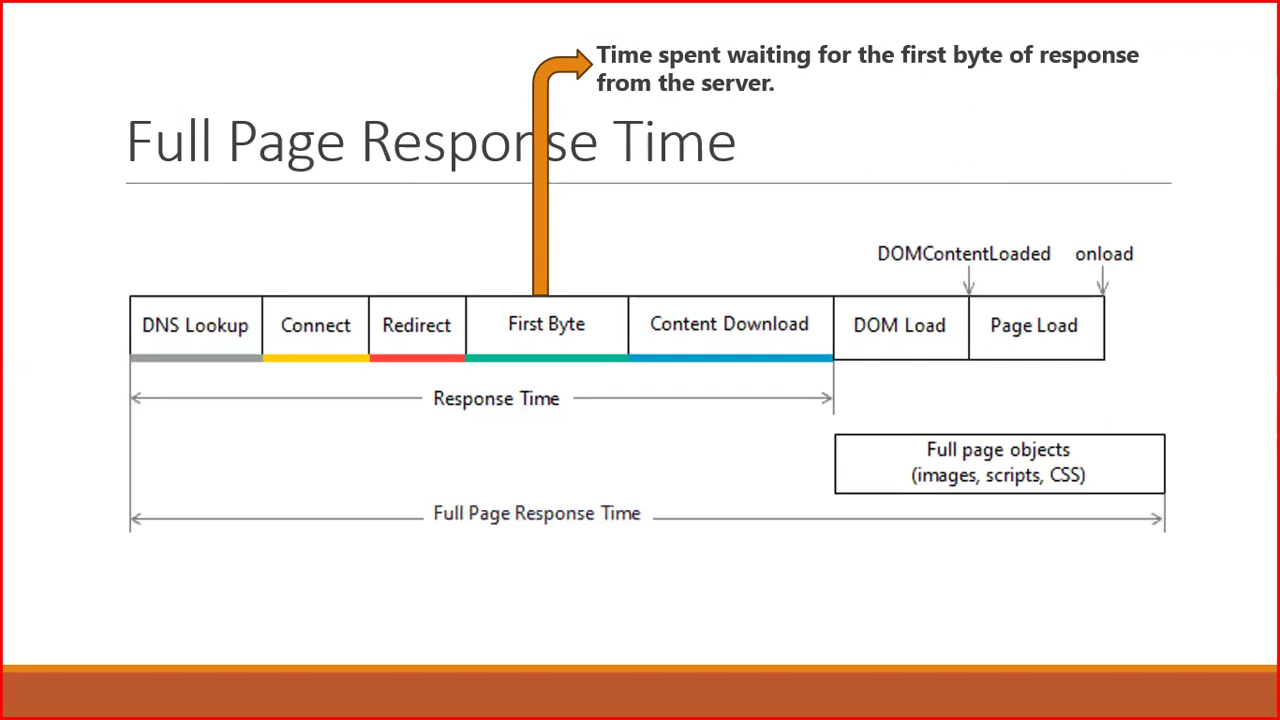 Time spent waiting for the first byte of response
from the server.
Full Page Response Time
DOMContentLoaded
onload
DNS Lookup
Connect
Redirect
First Byte
Content Download
DOM Load
Page Load
Response Time
Full page objects
(images, scripts, CSS)
Full Page Response Time